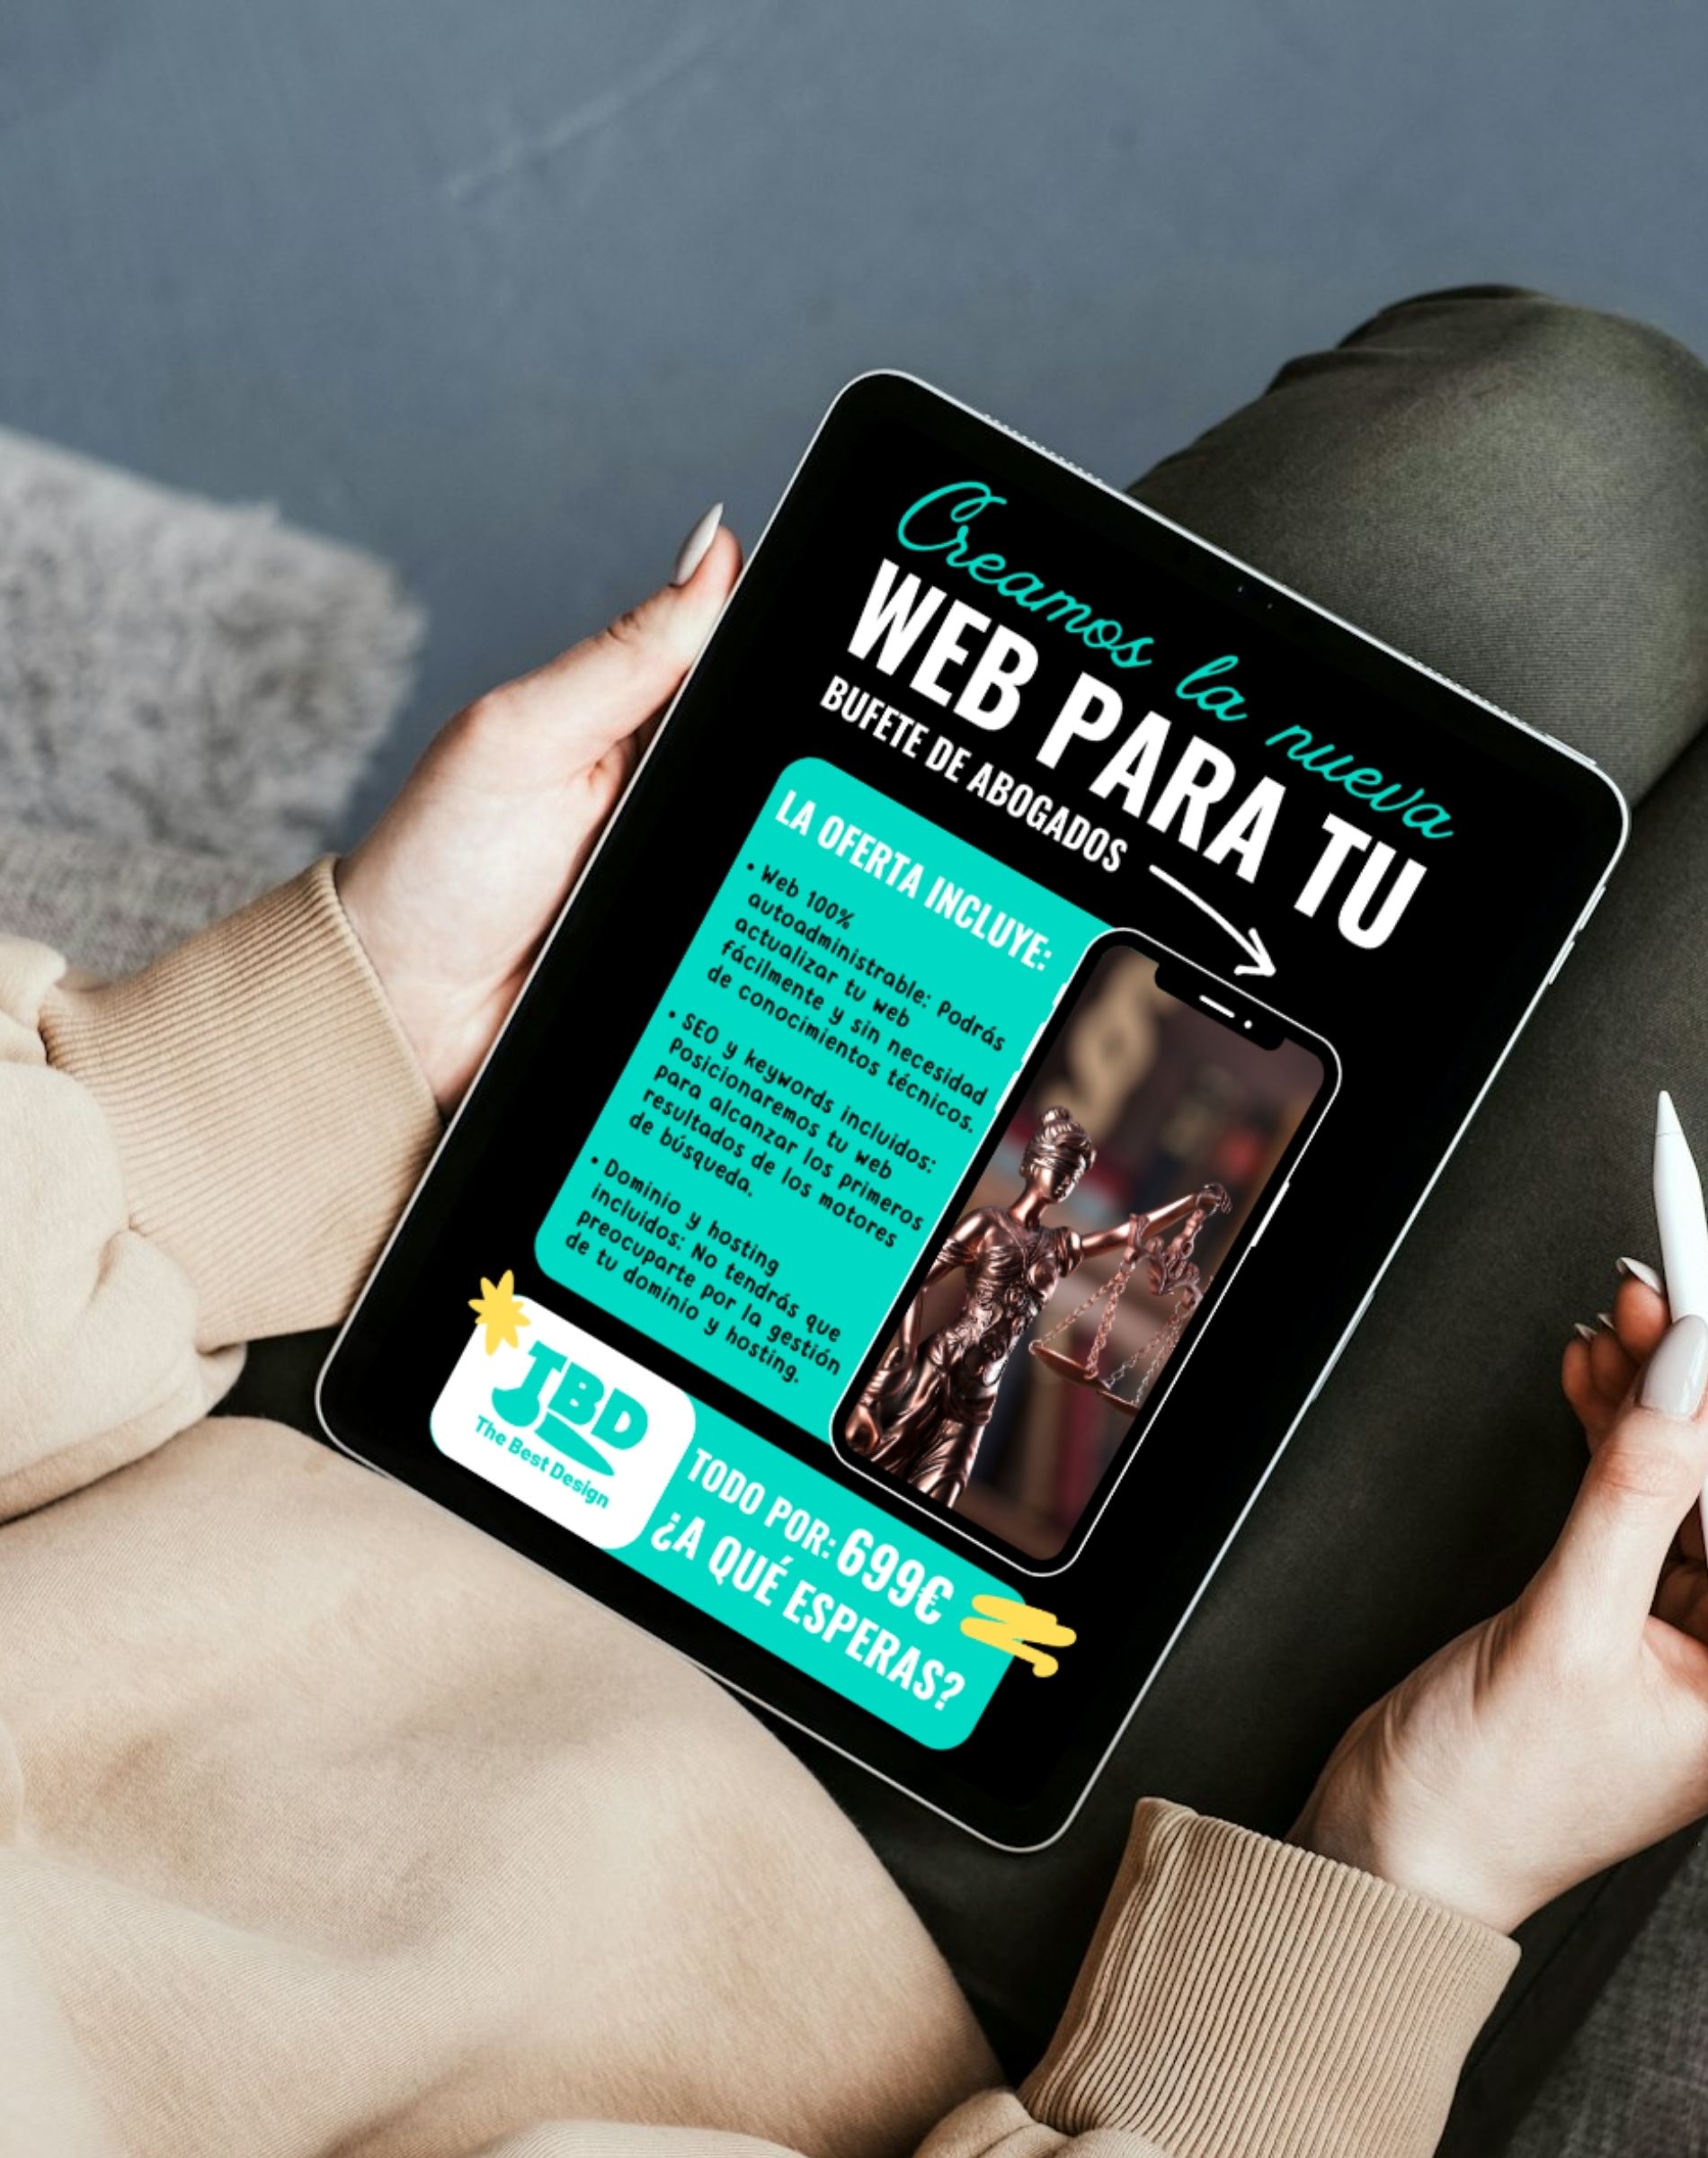 Creamos la nueva
WEB PARA TU
BUFETE DE ABOGADOS
LA OFERTA INCLUYE:
• Web 100%
autoadministrable: Podrás
actualizar tu web
fácilmente y sin necesidad
de conocimientos técnicos.
• SEO y keywords incluidos:
Posicionaremos tu web
para alcanzar los primeros
resultados de los motores
de búsqueda.
• Dominio y hosting
incluidos: No tendrás que
preocuparte por la gestión
de tu dominio y hosting.
TBD
The Best Design
TODO POR: 699€
¿A QUÉ ESPERAS?